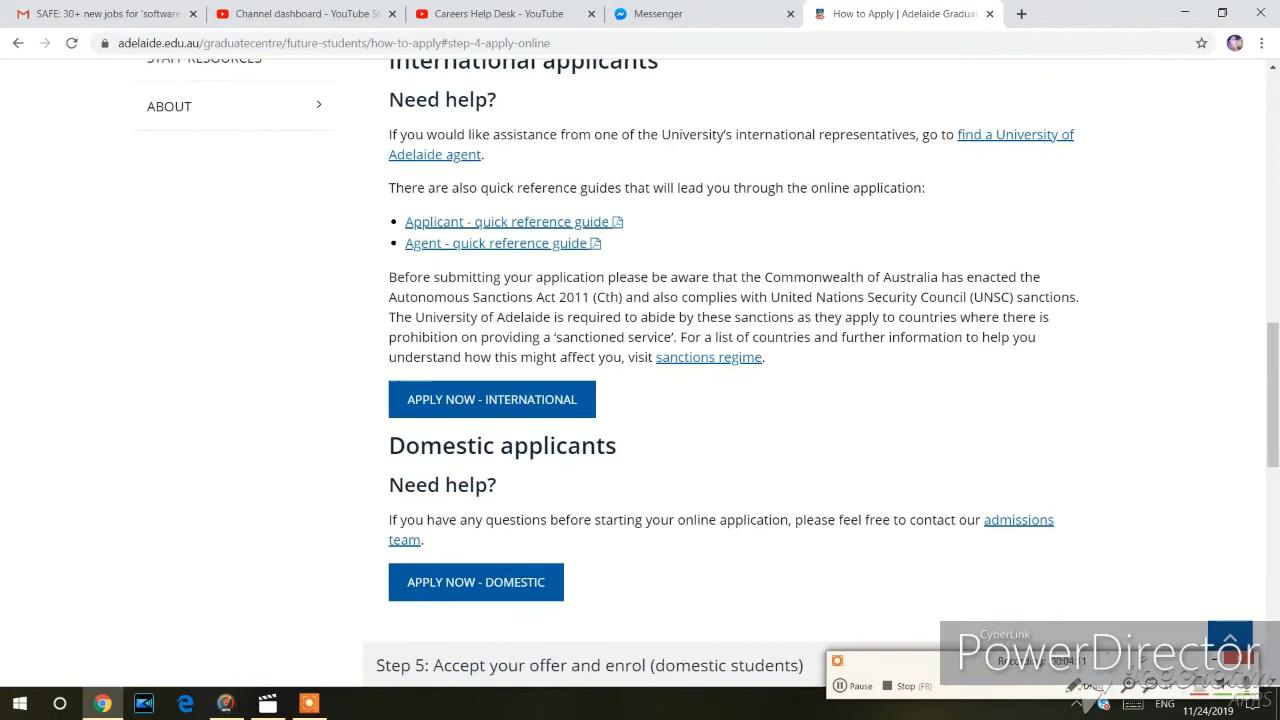 SAFE: 30+ new jobs for 'software
Channel dashboard - YouTube St
Careers Help Desk - YouTube
Messenger
How to Apply | Adelaide Graduat
adelaide.edu.au/graduatecentre/future-students/how-to-apply#step-4-apply-online
STAFF RESOURCES
ABOUT
International applicants
Need help?
If you would like assistance from one of the University's international representatives, go to find a University of
Adelaide agent.
There are also quick reference guides that will lead you through the online application:
• Applicant - quick reference guide
• Agent - quick reference guide
Before submitting your application please be aware that the Commonwealth of Australia has enacted the
Autonomous Sanctions Act 2011 (Cth) and also complies with United Nations Security Council (UNSC) sanctions.
The University of Adelaide is required to abide by these sanctions as they apply to countries where there is
prohibition on providing a 'sanctioned service'. For a list of countries and further information to help you
understand how this might affect you, visit sanctions regime.
APPLY NOW - INTERNATIONAL
Domestic applicants
Need help?
If you have any questions before starting your online application, please feel free to contact our admissions
team.
APPLY NOW - DOMESTIC
Step 5: Accept your offer and enrol (domestic students)
CyberLink
PowerDirector
Recording: 00:04:11
Pause
Stop (F8)
Draw
APPS
ENG
11/24/2019